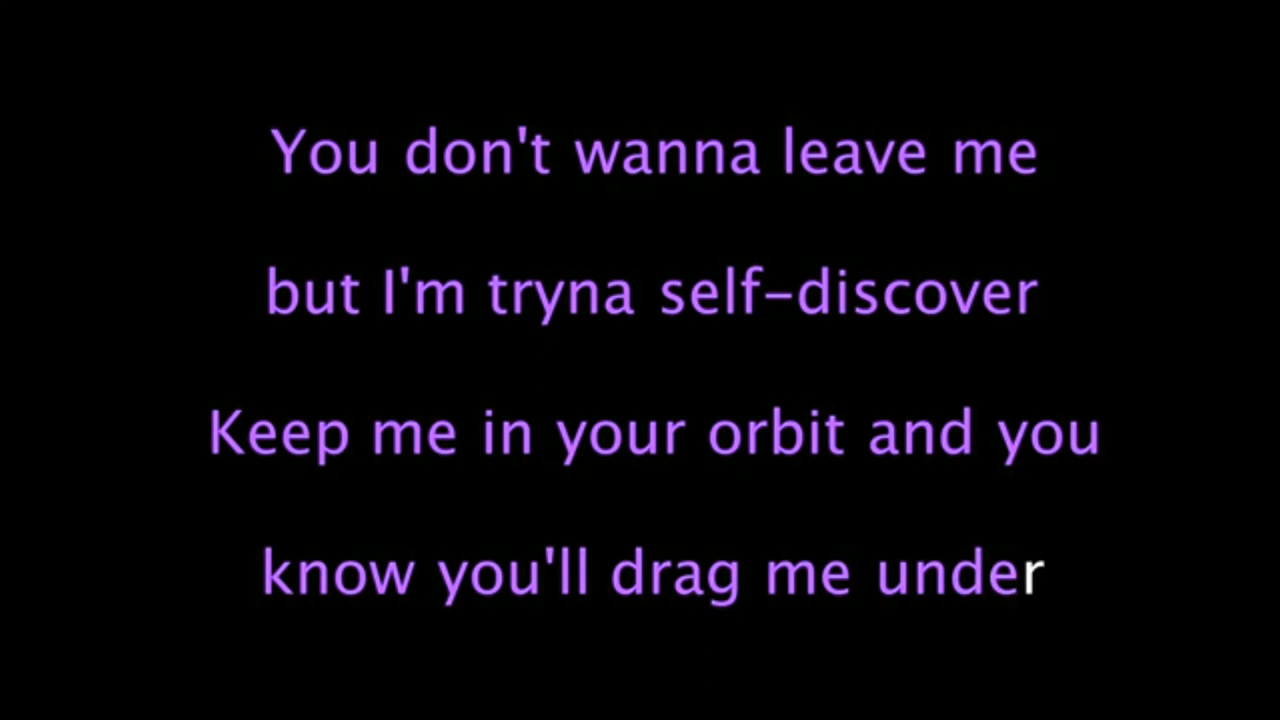 You don't wanna leave me
but I'm tryna self-discover
Keep me in your orbit and you
know you'll drag me under